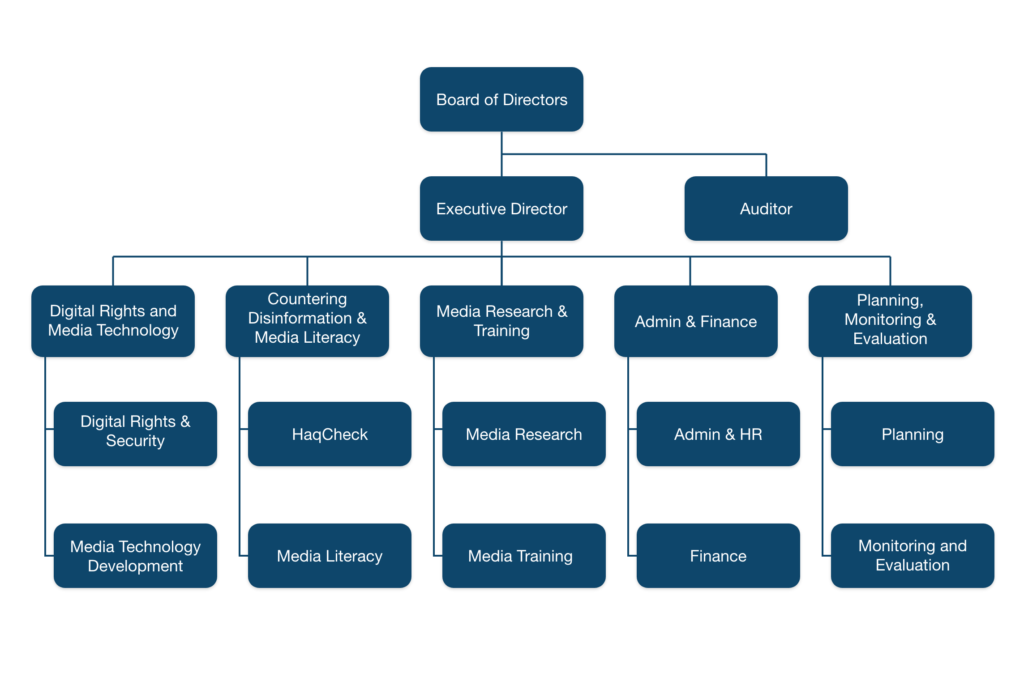 Board of Directors
Executive Director
Auditor
Digital Rights and
Media Technology
Countering
Disinformation &
Media Literacy
Media Research &
Training
Admin & Finance
Planning,
Monitoring &
Evaluation
Digital Rights &
Security
HaqCheck
Media Research
Admin & HR
Planning
Media Technology
Development
Media Literacy
Media Training
Finance
Monitoring and
Evaluation